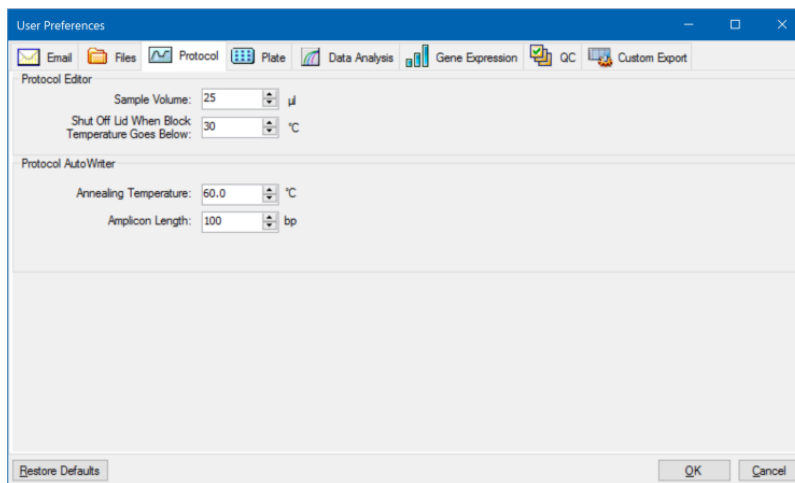 User Preferences
Email Files Protocol Plate Data Analysis Gene Expression QC Custom Export
Protocol Editor
Sample Volume: 25 µl
Shut Off Lid When Block
Temperature Goes Below: 30 °C
Protocol AutoWriter
Annealing Temperature: 60.0 °C
Amplicon Length: 100 bp
Restore Defaults OK Cancel